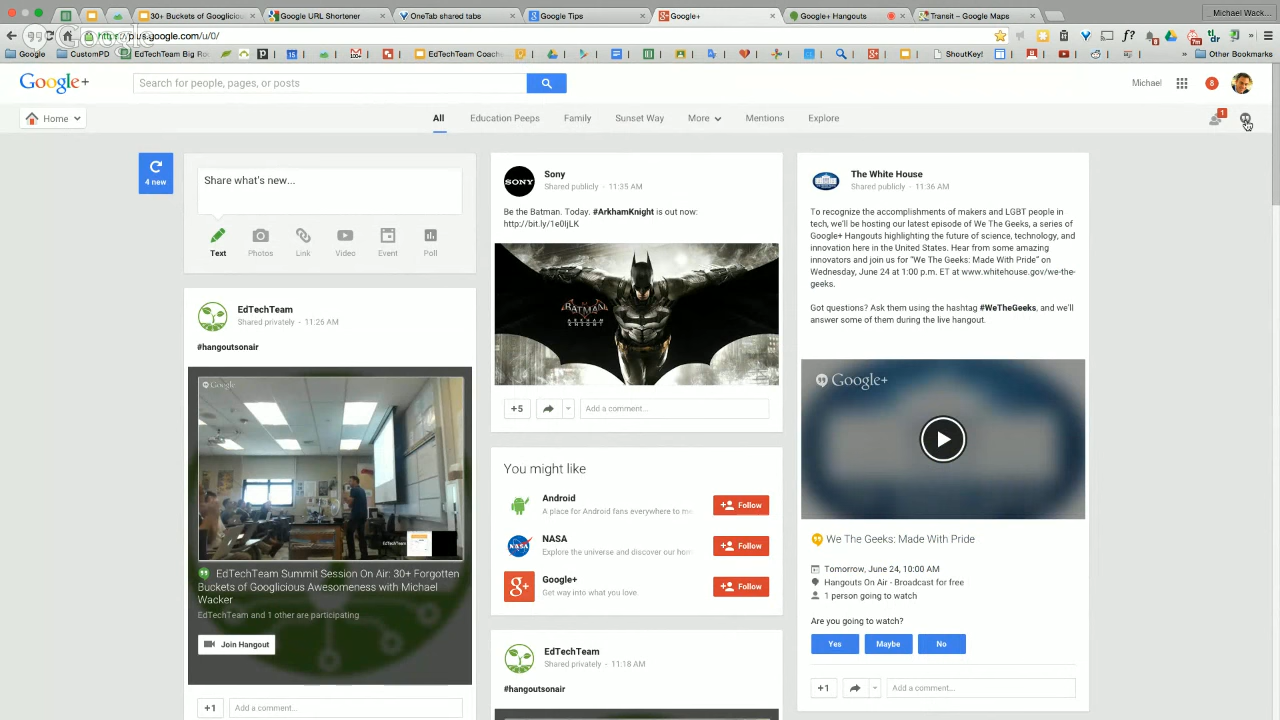 30+ Buckets of Googlicious
Google URL Shortener
OneTab shared tabs
Google Tips
Google+
Google+ Hangouts
Transit – Google Maps
Michael Wack...
Google
plus.google.com/u/0/
Google
EdTechTeam Big Ro
EdTechTeam Coach
ShoutKey!
Other Bookmarks
Google+
Search for people, pages, or posts
Michael
8
Home
All
Education Peeps
Family
Sunset Way
More
Mentions
Explore
1
4 new
Share what's new...
Text
Photos
Link
Video
Event
Poll
EdTechTeam
Shared privately - 11:26 AM
#hangoutsonair
Google
EdTechTeam Summit Session On Air: 30+ Forgotten
Buckets of Googlicious Awesomeness with Michael
Wacker
EdTechTeam and 1 other are participating
Join Hangout
+1
Add a comment...
SONY
Sony
Shared publicly - 11:35 AM
Be the Batman. Today. #ArkhamKnight is out now:
http://bit.ly/1e0ljLK
BATMAN
ARKHAM
KNIGHT
+5
Add a comment...
You might like
Android
A place for Android fans everywhere to me
Follow
NASA
NASA
Explore the universe and discover our hom
Follow
g+
Google+
Get way into what you love.
Follow
EdTechTeam
Shared privately - 11:18 AM
#hangoutsonair
The White House
Shared publicly - 11:36 AM
To recognize the accomplishments of makers and LGBT people in
tech, we'll be hosting our latest episode of We The Geeks, a series of
Google+ Hangouts highlighting the future of science, technology, and
innovation here in the United States. Hear from some amazing
innovators and join us for "We The Geeks: Made With Pride" on
Wednesday, June 24 at 1:00 p.m. ET at www.whitehouse.gov/we-the-
geeks.
Got questions? Ask them using the hashtag #WeTheGeeks, and we'll
answer some of them during the live hangout.
Google+
We The Geeks: Made With Pride
Tomorrow, June 24, 10:00 AM
Hangouts On Air - Broadcast for free
1 person going to watch
Are you going to watch?
Yes
Maybe
No
+1
Add a comment...